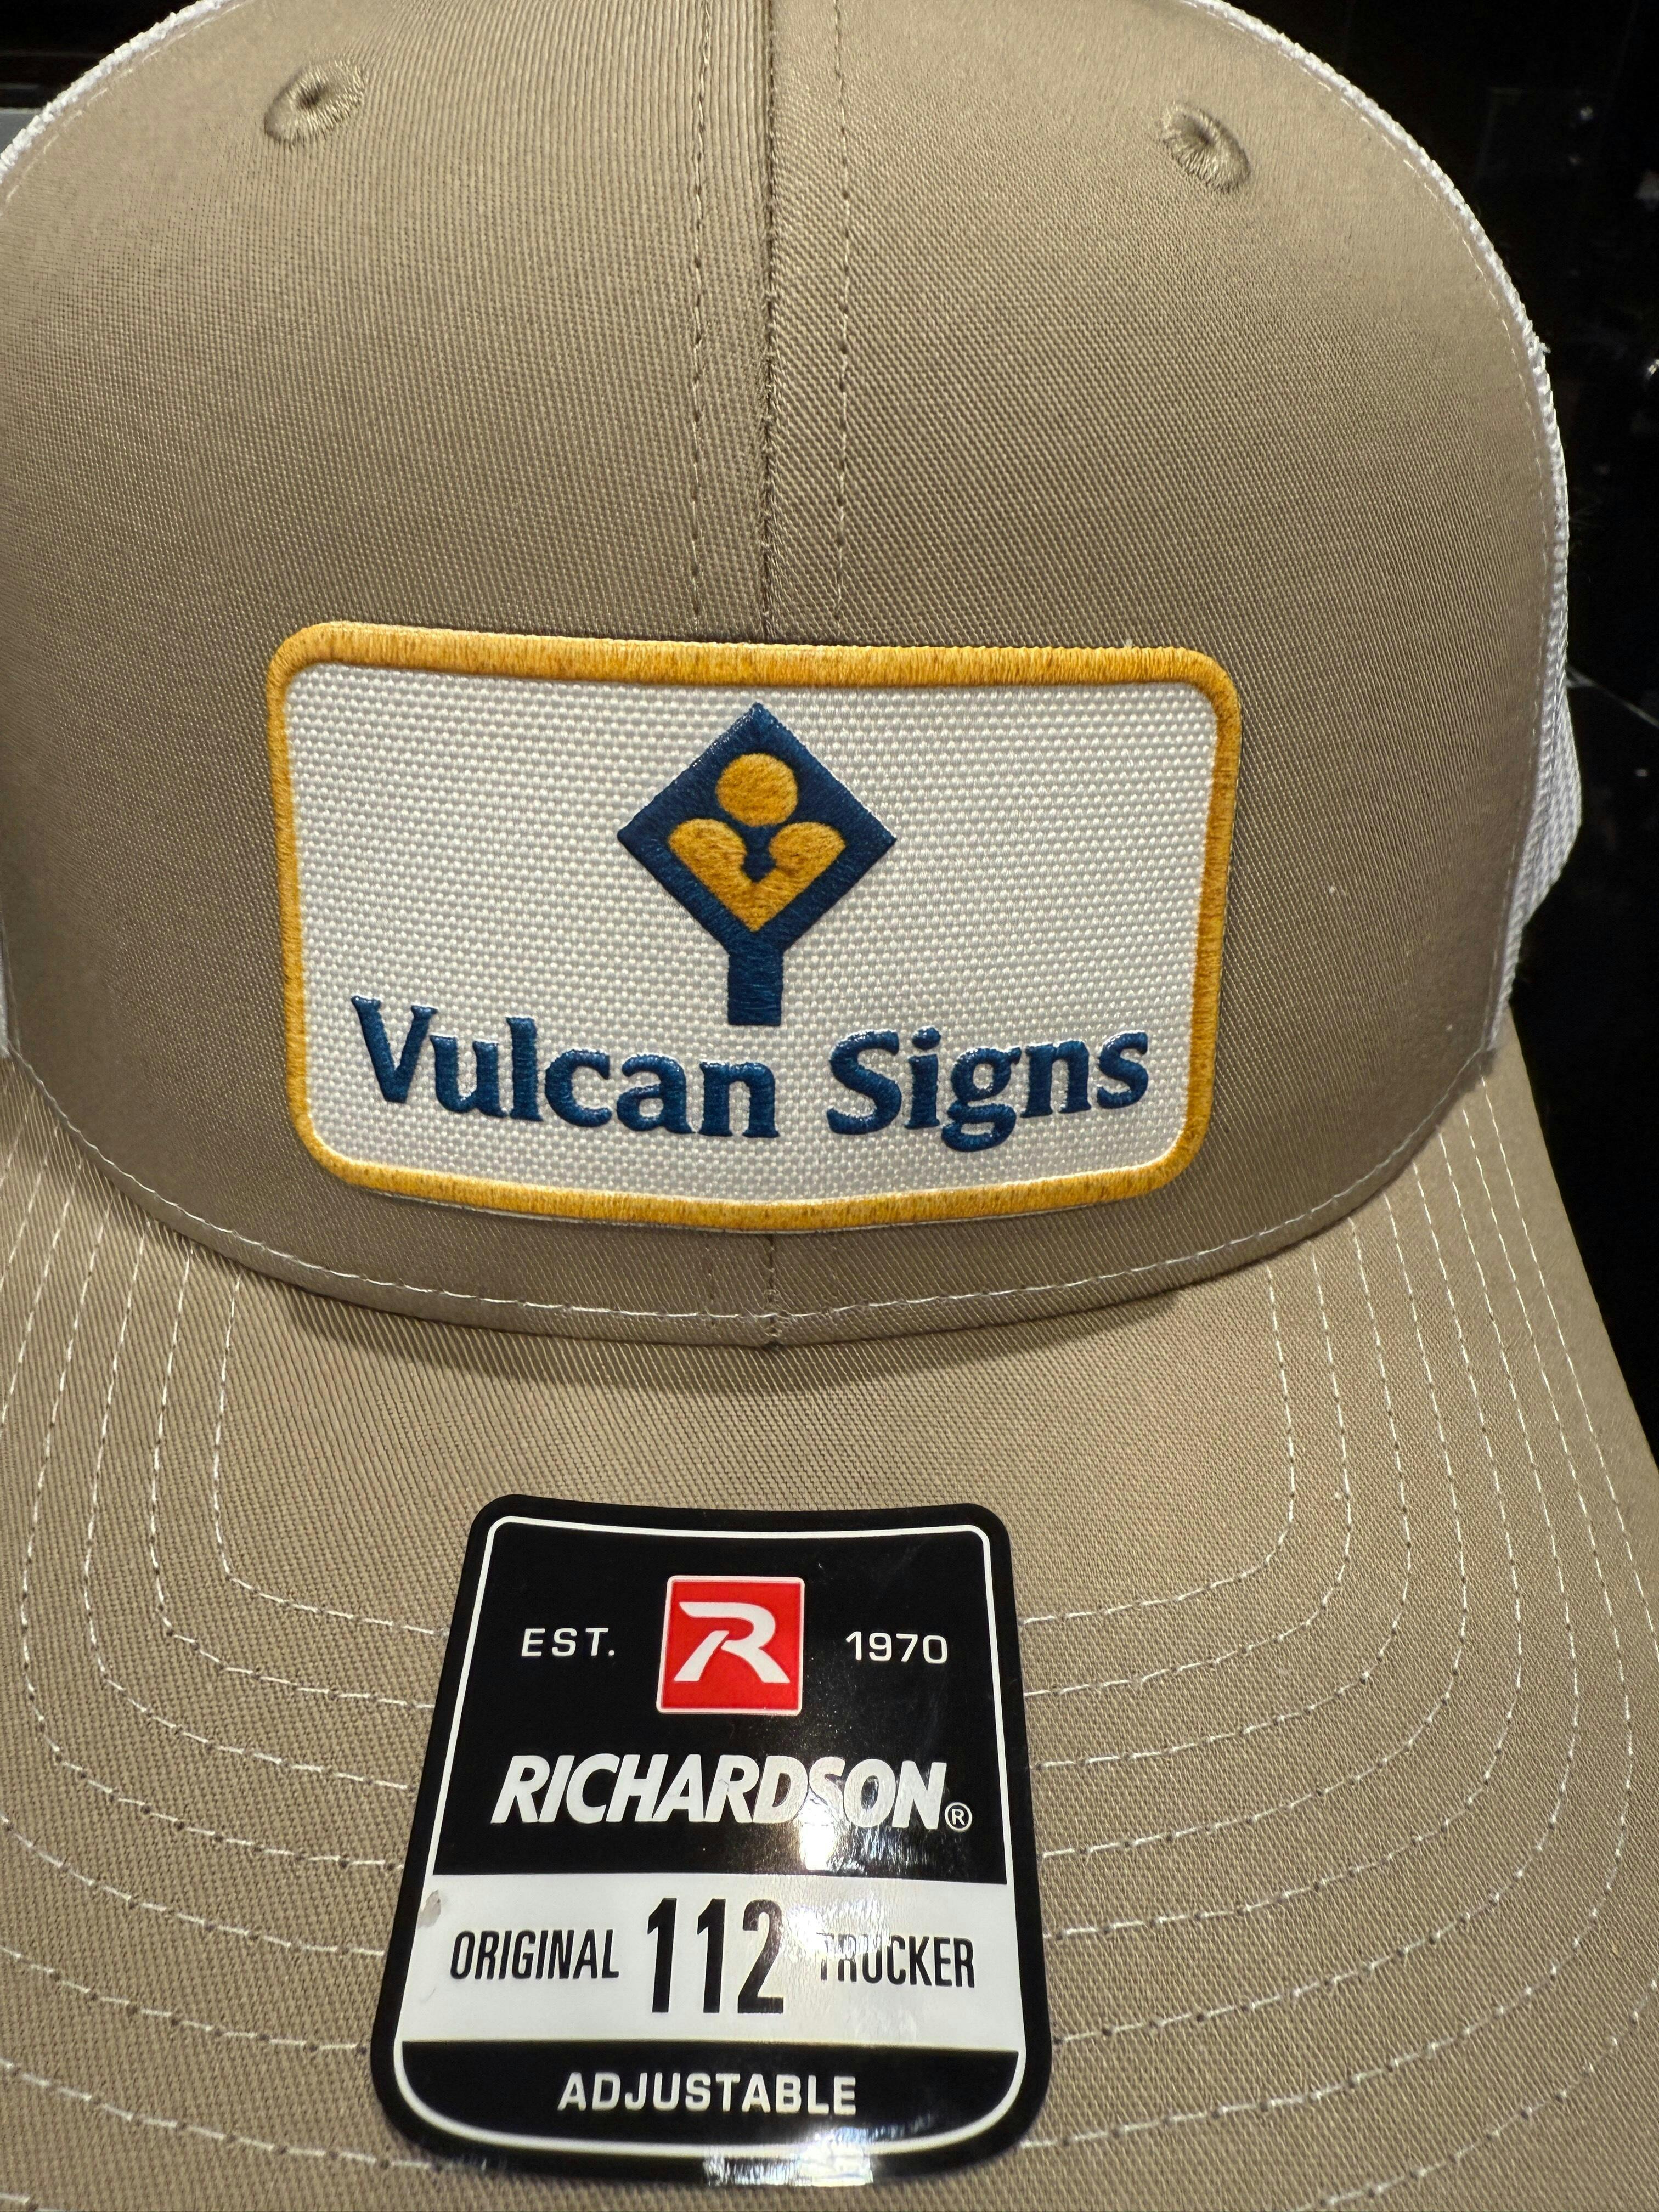 Vulcan Signs
EST. R 1970
RICHARDSON®
ORIGINAL 112 TRUCKER
ADJUSTABLE